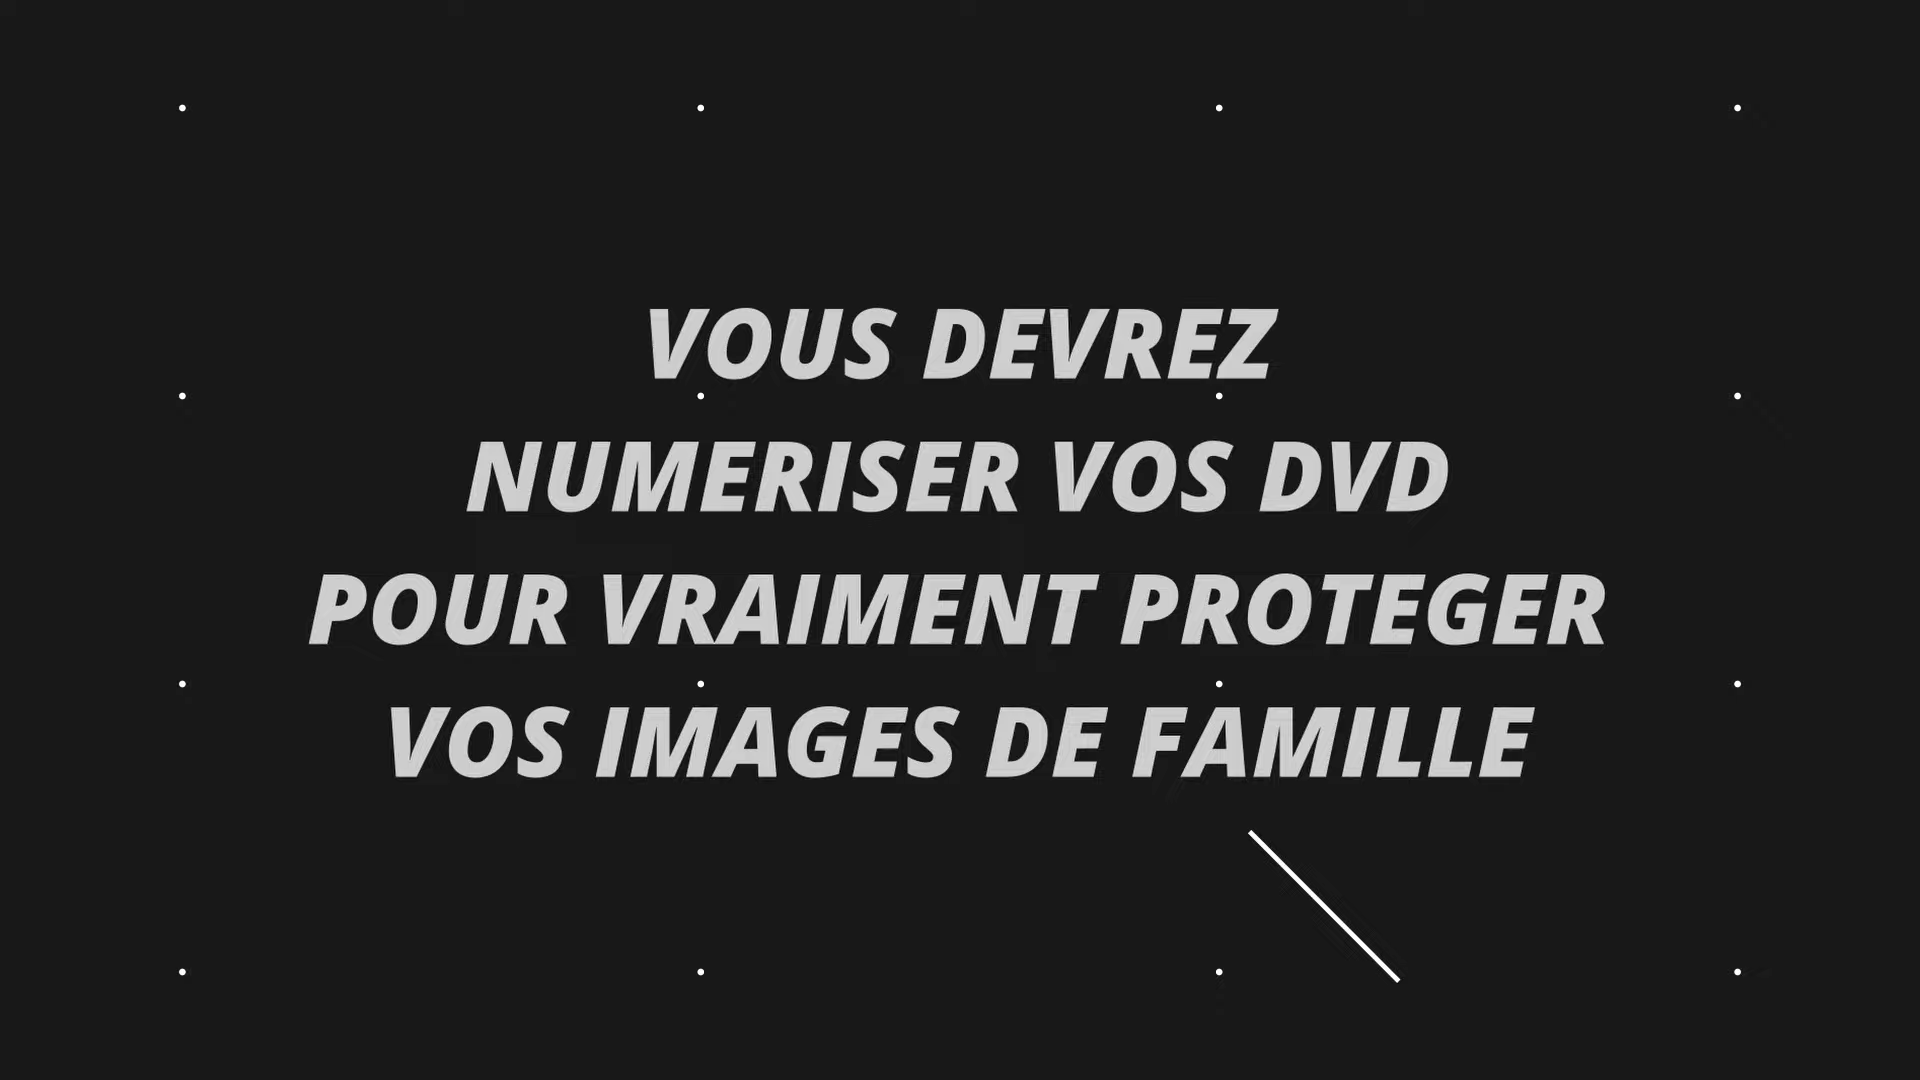 VOUS DEVREZ
NUMERISER VOS DVD
POUR VRAIMENT PROTEGER
VOS IMAGES DE FAMILLE